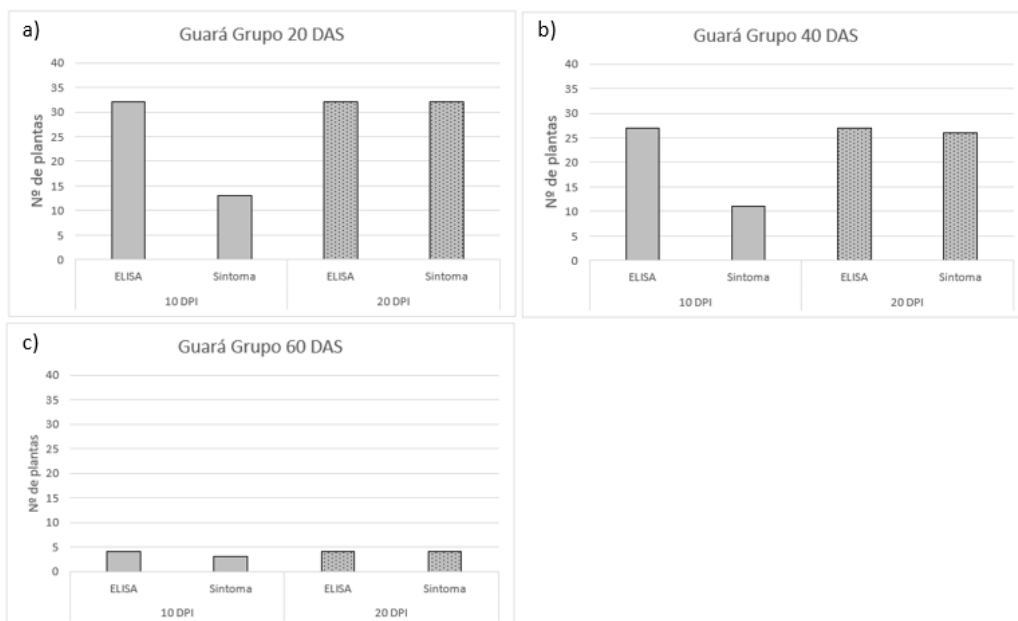 a)
Guará Grupo 20 DAS
Nº de plantas
40
35
30
25
20
15
10
5
0
ELISA Sintoma ELISA Sintoma
10 DPI 20 DPI
b)
Guará Grupo 40 DAS
Nº de plantas
40
35
30
25
20
15
10
5
0
ELISA Sintoma ELISA Sintoma
10 DPI 20 DPI
c)
Guará Grupo 60 DAS
Nº de plantas
40
35
30
25
20
15
10
5
0
ELISA Sintoma ELISA Sintoma
10 DPI 20 DPI